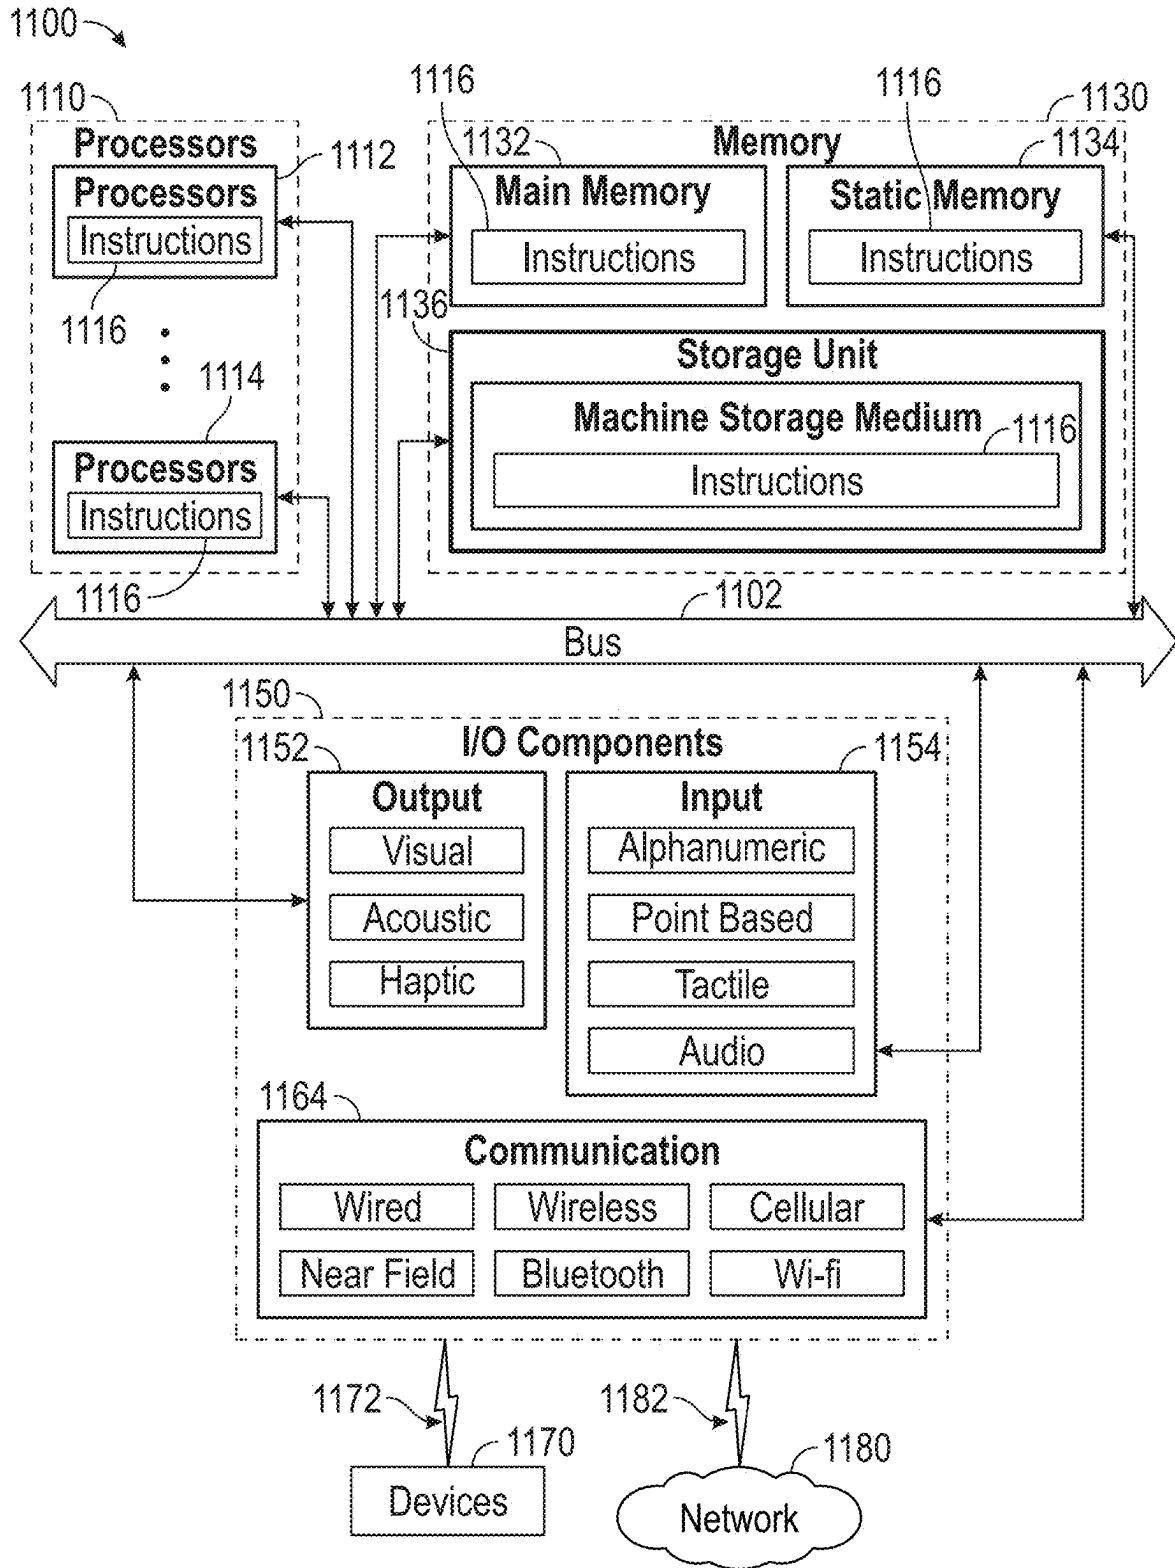 1100
1110
Processors
1112
Processors
Instructions
1116
1114
Processors
Instructions
1116
1116
1116
1130
Memory
1132
1134
Main Memory
Instructions
Static Memory
Instructions
1136
Storage Unit
Machine Storage Medium
1116
Instructions
1102
Bus
1150
I/O Components
1152
1154
Output
Visual
Acoustic
Haptic
Input
Alphanumeric
Point Based
Tactile
Audio
1164
Communication
Wired
Wireless
Cellular
Near Field
Bluetooth
Wi-fi
1172
1182
1170
Devices
1180
Network